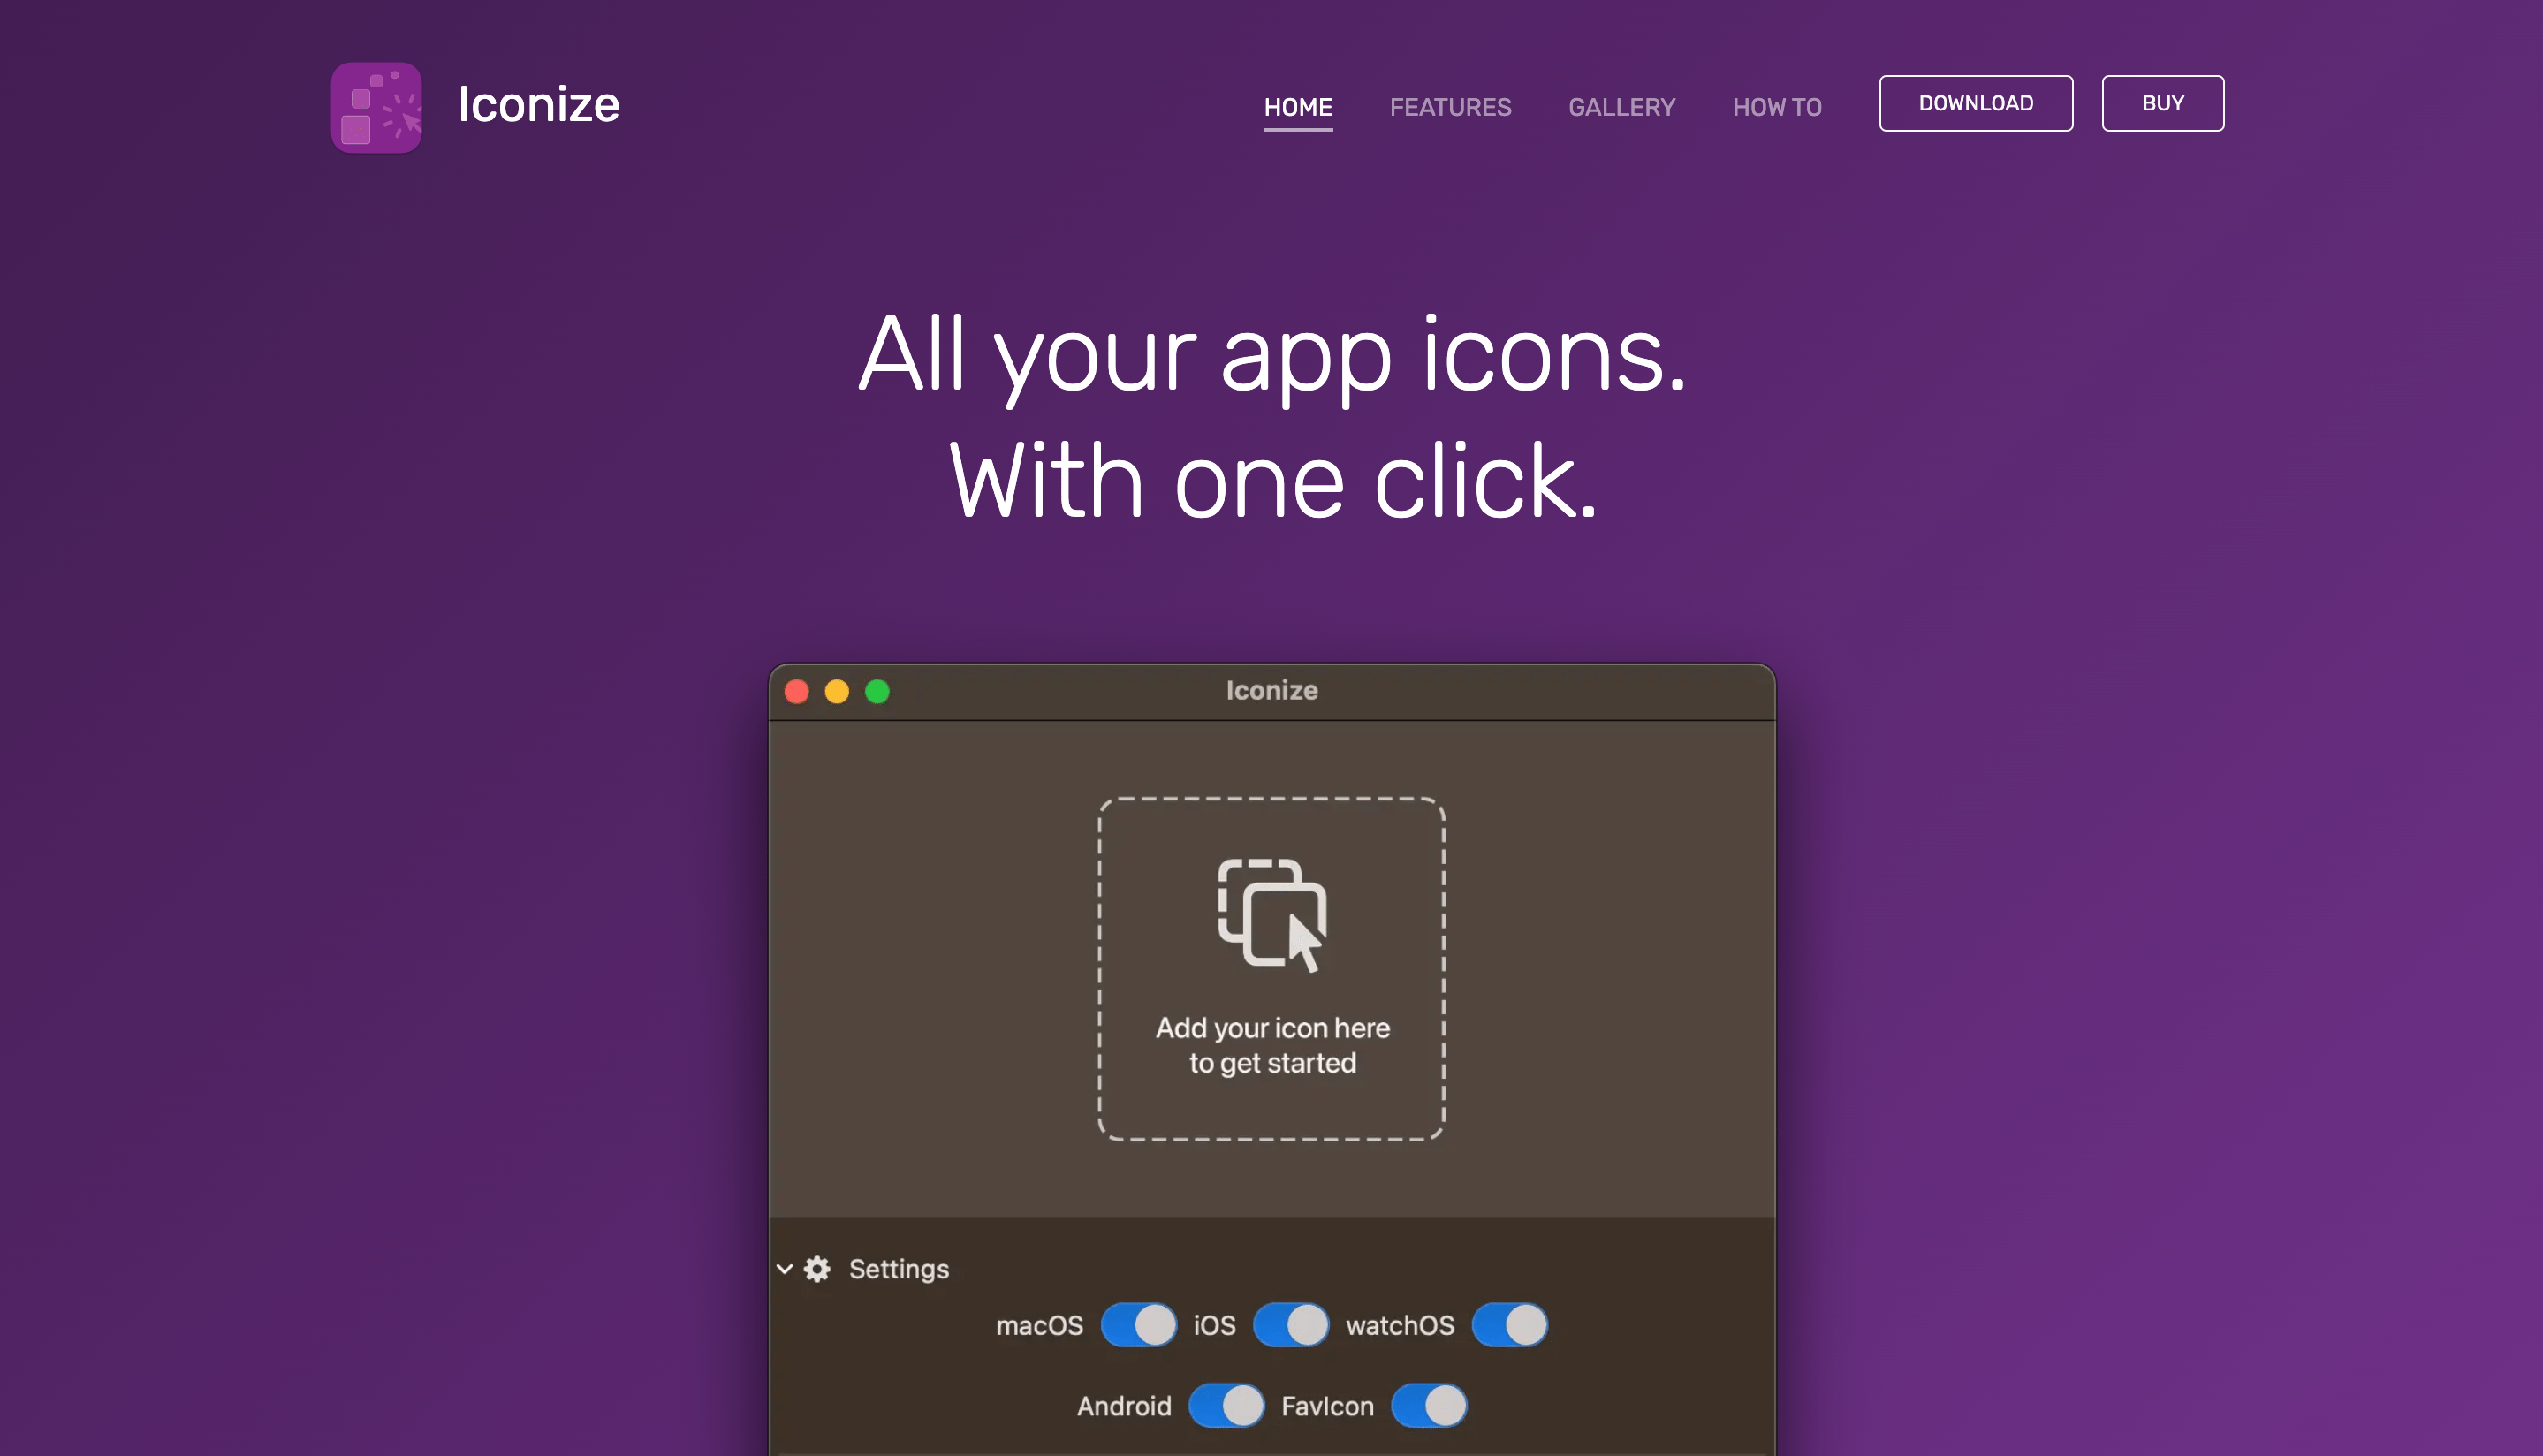 Iconize
HOME FEATURES GALLERY HOW TO DOWNLOAD BUY
All your app icons.
With one click.
Iconize
Add your icon here
to get started
Settings
macOS iOS watchOS
Android FavIcon